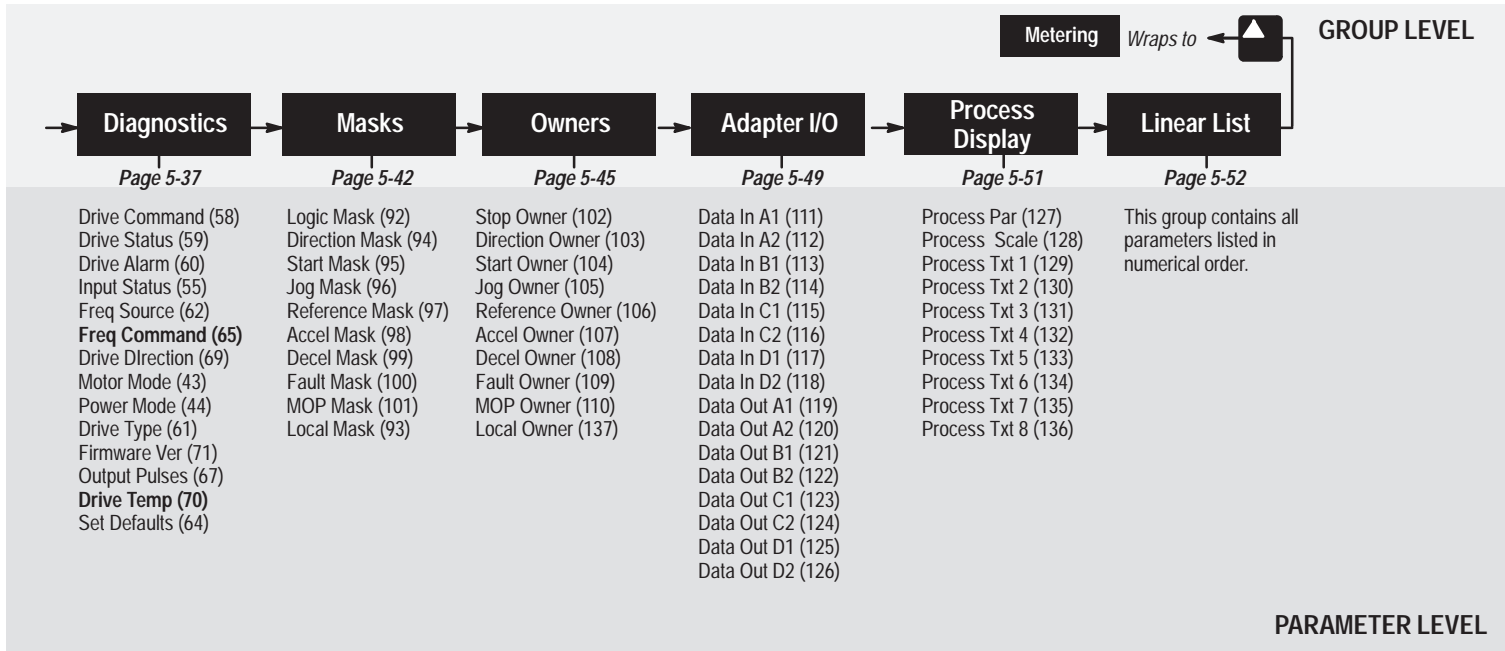 GROUP LEVEL
Metering
Wraps to
Diagnostics
Masks
Owners
Adapter I/O
Process
Display
Linear List
Page 5-37
Page 5-42
Page 5-45
Page 5-49
Page 5-51
Page 5-52
Drive Command (58)
Drive Status (59)
Drive Alarm (60)
Input Status (55)
Freq Source (62)
Freq Command (65)
Drive DIrection (69)
Motor Mode (43)
Power Mode (44)
Drive Type (61)
Firmware Ver (71)
Output Pulses (67)
Drive Temp (70)
Set Defaults (64)
Logic Mask (92)
Direction Mask (94)
Start Mask (95)
Jog Mask (96)
Reference Mask (97)
Accel Mask (98)
Decel Mask (99)
Fault Mask (100)
MOP Mask (101)
Local Mask (93)
Stop Owner (102)
Direction Owner (103)
Start Owner (104)
Jog Owner (105)
Reference Owner (106)
Accel Owner (107)
Decel Owner (108)
Fault Owner (109)
MOP Owner (110)
Local Owner (137)
Data In A1 (111)
Data In A2 (112)
Data In B1 (113)
Data In B2 (114)
Data In C1 (115)
Data In C2 (116)
Data In D1 (117)
Data In D2 (118)
Data Out A1 (119)
Data Out A2 (120)
Data Out B1 (121)
Data Out B2 (122)
Data Out C1 (123)
Data Out C2 (124)
Data Out D1 (125)
Data Out D2 (126)
Process Par (127)
Process Scale (128)
Process Txt 1 (129)
Process Txt 2 (130)
Process Txt 3 (131)
Process Txt 4 (132)
Process Txt 5 (133)
Process Txt 6 (134)
Process Txt 7 (135)
Process Txt 8 (136)
This group contains all
parameters listed in
numerical order.
PARAMETER LEVEL